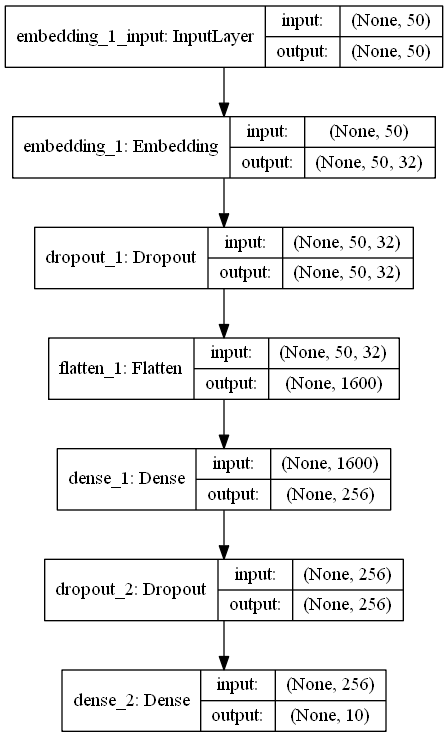 embedding_1_input: InputLayer
input: (None, 50)
output: (None, 50)
embedding_1: Embedding
input: (None, 50)
output: (None, 50, 32)
dropout_1: Dropout
input: (None, 50, 32)
output: (None, 50, 32)
flatten_1: Flatten
input: (None, 50, 32)
output: (None, 1600)
dense_1: Dense
input: (None, 1600)
output: (None, 256)
dropout_2: Dropout
input: (None, 256)
output: (None, 256)
dense_2: Dense
input: (None, 256)
output: (None, 10)